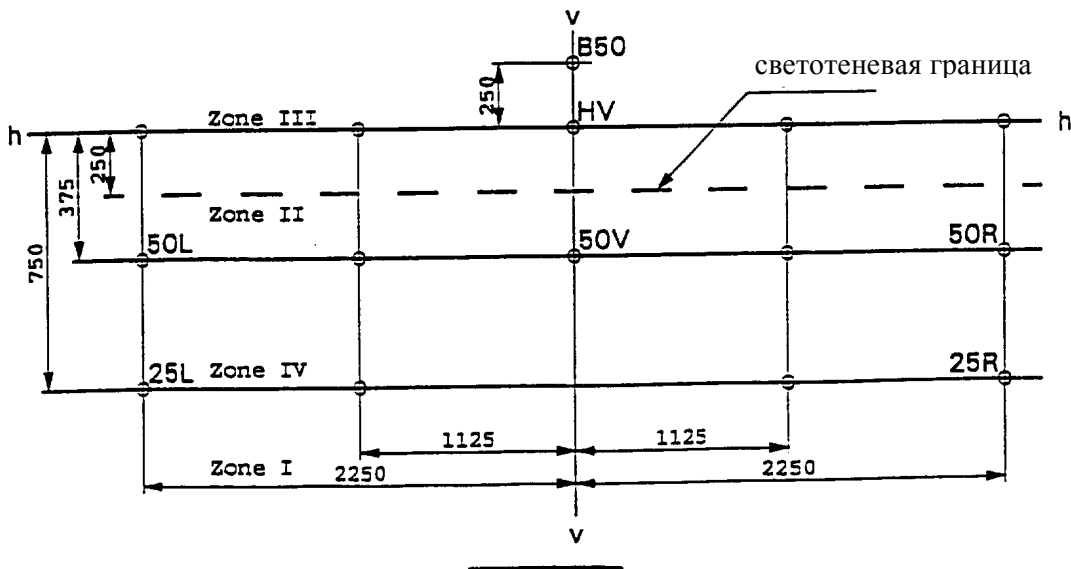 v
B50
светотеневая граница
250
HV
Zone III
h
h
250
375
750
Zone II
50L
50V
50R
25L
Zone IV
25R
1125
1125
Zone I
2250
2250
v